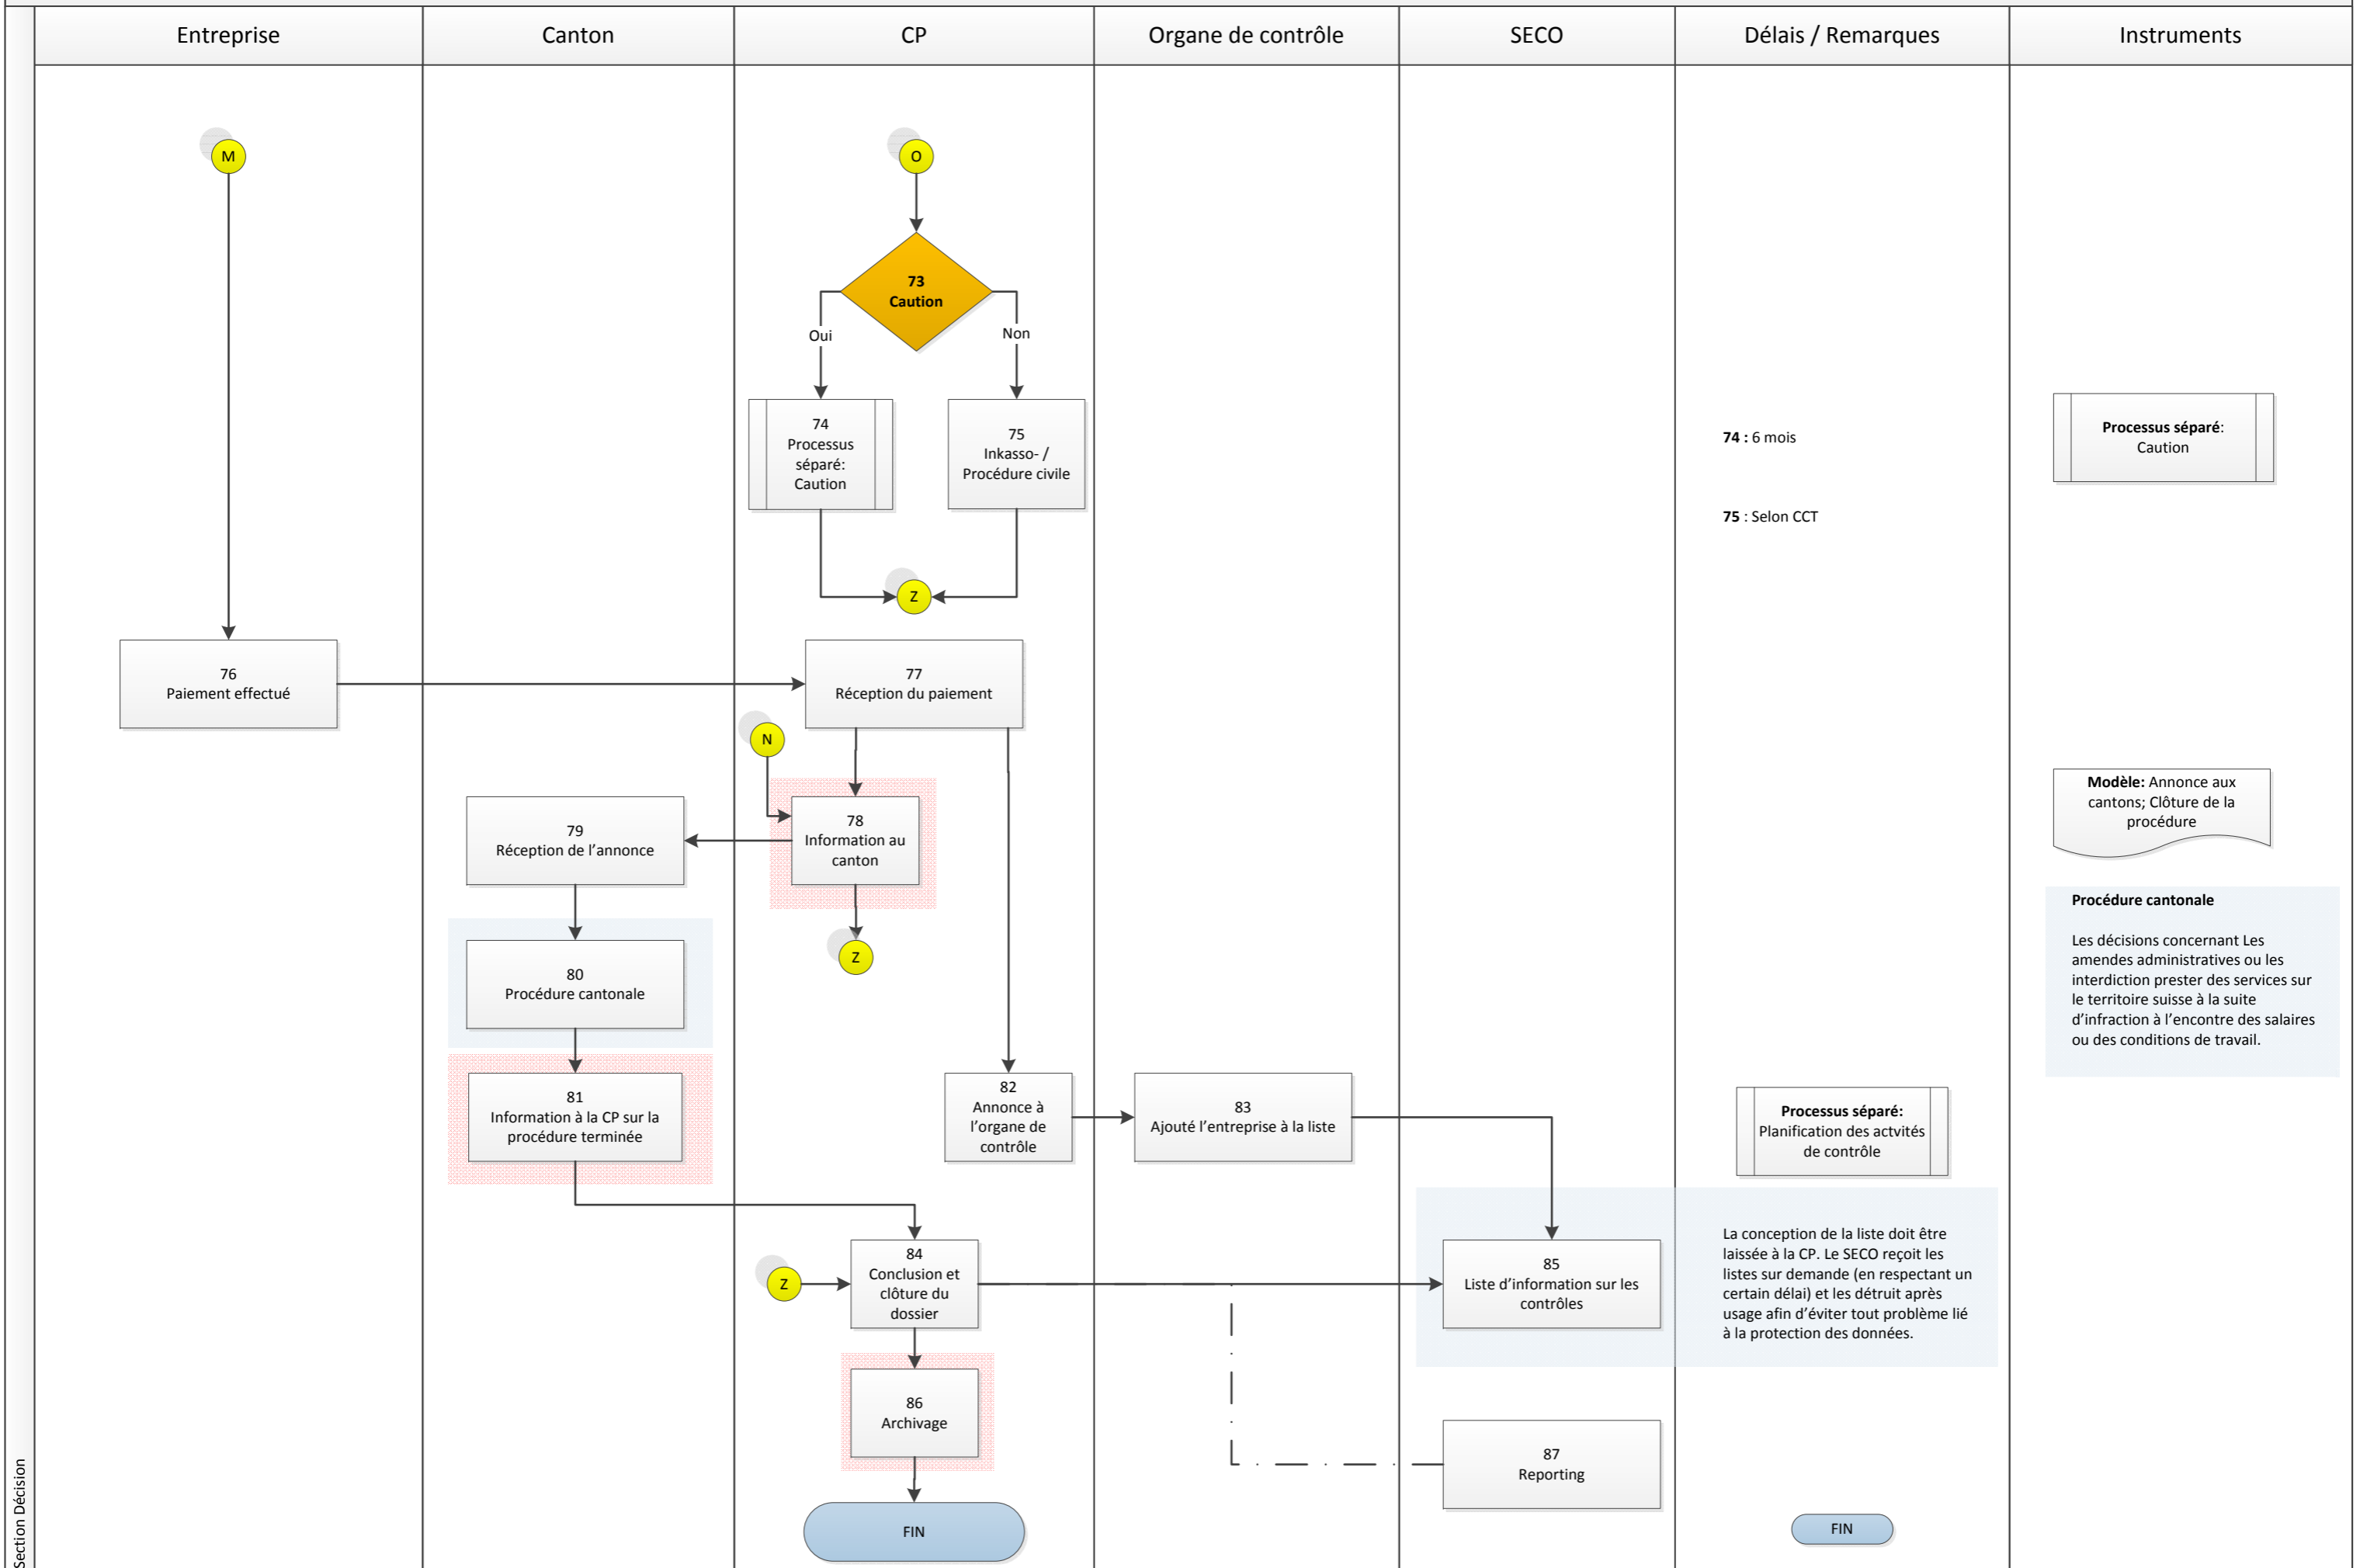 Entreprise
Canton
CP
Organe de contrôle
SECO
Délais / Remarques
Instruments
M
O
73
Caution
Oui
Non
74
Processus
séparé:
Caution
75
Inkasso- /
Procédure civile
74 : 6 mois
75 : Selon CCT
Processus séparé:
Caution
Z
76
Paiement effectué
77
Réception du paiement
N
78
Information au
canton
79
Réception de l’annonce
Modèle: Annonce aux
cantons; Clôture de la
procédure
Z
80
Procédure cantonale
Procédure cantonale
Les décisions concernant Les
amendes administratives ou les
interdiction prester des services sur
le territoire suisse à la suite
d’infraction à l’encontre des salaires
ou des conditions de travail.
81
Information à la CP sur la
procédure terminée
82
Annonce à
l’organe de
contrôle
83
Ajouté l’entreprise à la liste
Processus séparé:
Planification des actvités
de contrôle
Z
84
Conclusion et
clôture du
dossier
85
Liste d’information sur les
contrôles
La conception de la liste doit être
laissée à la CP. Le SECO reçoit les
listes sur demande (en respectant un
certain délai) et les détruit après
usage afin d’éviter tout problème lié
à la protection des données.
86
Archivage
87
Reporting
FIN
FIN
Section Décision